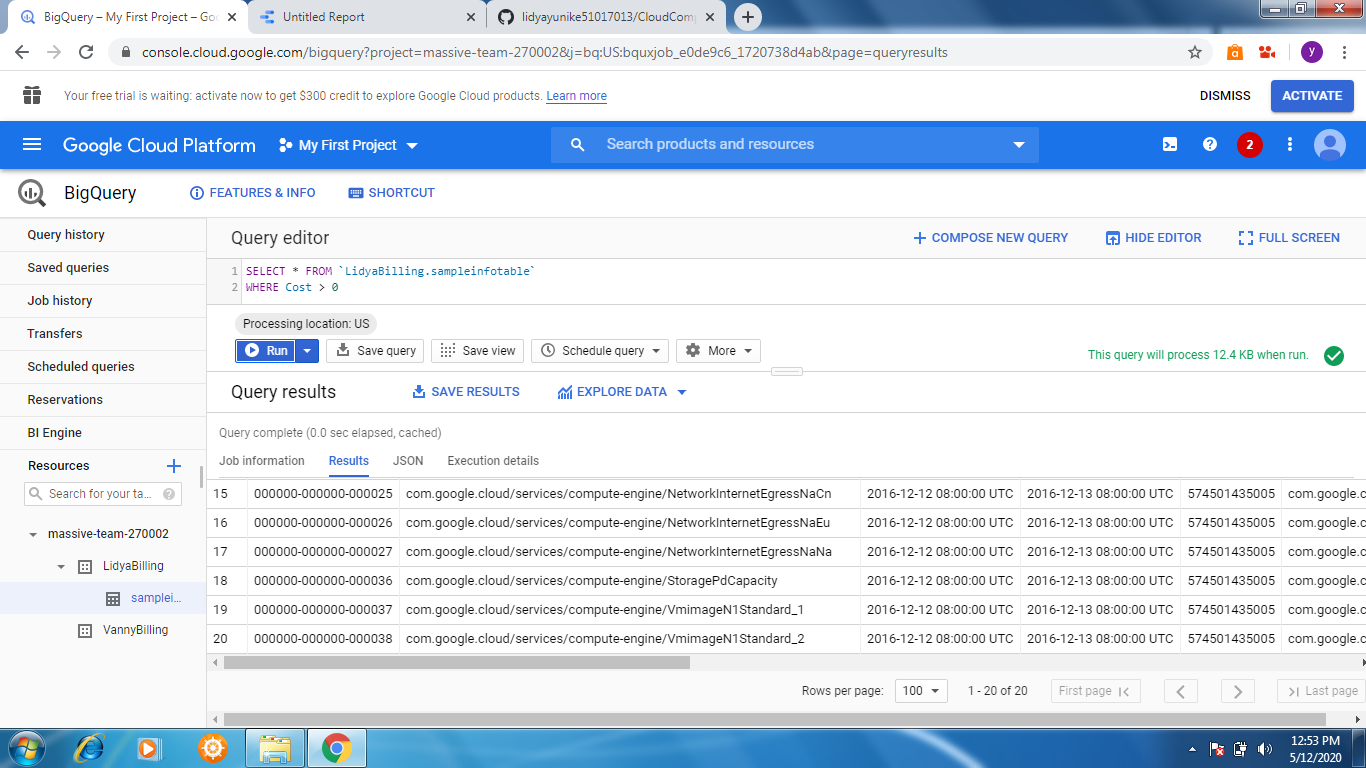 BigQuery – My First Project – Goo
Untitled Report
lidyayunike51017013/CloudComp
console.cloud.google.com/bigquery?project=massive-team-270002&j=bq:US:bquxjob_e0de9c6_1720738d4ab&page=queryresults
y
Your free trial is waiting: activate now to get $300 credit to explore Google Cloud products. Learn more
DISMISS
ACTIVATE
Google Cloud Platform
My First Project
Search products and resources
2
BigQuery
FEATURES & INFO
SHORTCUT
Query history
Saved queries
Job history
Transfers
Scheduled queries
Reservations
BI Engine
Resources
Search for your ta...
massive-team-270002
LidyaBilling
samplei...
VannyBilling
Query editor
COMPOSE NEW QUERY
HIDE EDITOR
FULL SCREEN
1 SELECT * FROM `LidyaBilling.sampleinfotable`
2 WHERE Cost > 0
Processing location: US
Run
Save query
Save view
Schedule query
More
This query will process 12.4 KB when run.
Query results
SAVE RESULTS
EXPLORE DATA
Query complete (0.0 sec elapsed, cached)
Job information
Results
JSON
Execution details
15 000000-000000-000025 com.google.cloud/services/compute-engine/NetworkInternetEgressNaCn 2016-12-12 08:00:00 UTC 2016-12-13 08:00:00 UTC 574501435005 com.google.c
16 000000-000000-000026 com.google.cloud/services/compute-engine/NetworkInternetEgressNaEu 2016-12-12 08:00:00 UTC 2016-12-13 08:00:00 UTC 574501435005 com.google.c
17 000000-000000-000027 com.google.cloud/services/compute-engine/NetworkInternetEgressNaNa 2016-12-12 08:00:00 UTC 2016-12-13 08:00:00 UTC 574501435005 com.google.c
18 000000-000000-000036 com.google.cloud/services/compute-engine/StoragePdCapacity 2016-12-12 08:00:00 UTC 2016-12-13 08:00:00 UTC 574501435005 com.google.c
19 000000-000000-000037 com.google.cloud/services/compute-engine/VmimageN1Standard_1 2016-12-12 08:00:00 UTC 2016-12-13 08:00:00 UTC 574501435005 com.google.c
20 000000-000000-000038 com.google.cloud/services/compute-engine/VmimageN1Standard_2 2016-12-12 08:00:00 UTC 2016-12-13 08:00:00 UTC 574501435005 com.google.c
Rows per page: 100 1 - 20 of 20 First page Last page
12:53 PM
5/12/2020